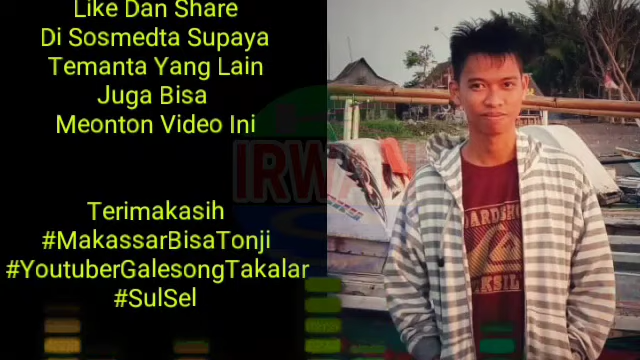 Like Dan Share
Di Sosmedta Supaya
Temanta Yang Lain
Juga Bisa
Meonton Video Ini
Terimakasih
#MakassarBisaTonji
#YoutuberGalesongTakalar
#SulSel